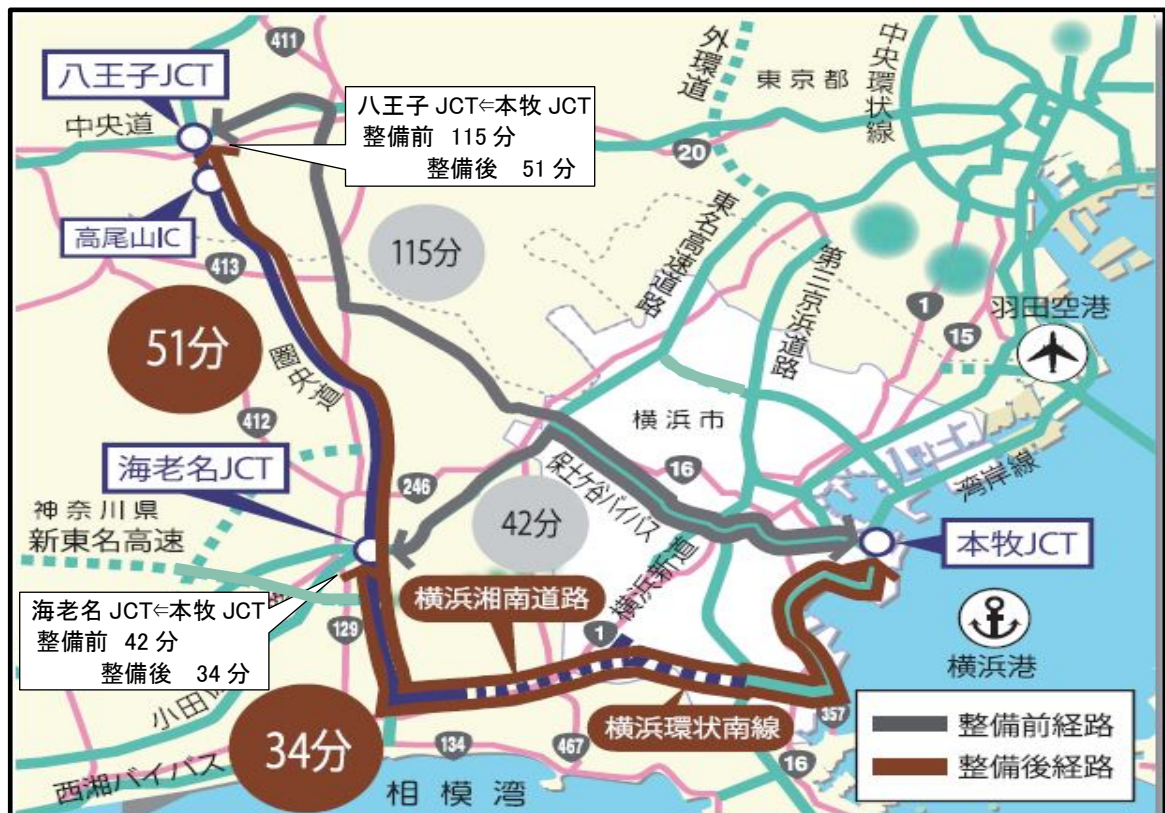 411
八王子JCT
中央道
八王子 JCT⇐本牧 JCT
整備前 115 分
整備後 51 分
外環道
東京都
中央環状線
20
高尾山IC
413
115分
東名高速道路
第三京浜道路
1
15
羽田空港
51分
圏央道
412
横浜市
海老名JCT
246
16
保土ケ谷バイパス
湾岸線
神奈川県
新東名高速
42分
横浜新道
本牧JCT
海老名 JCT⇐本牧 JCT
整備前 42 分
整備後 34 分
129
横浜湘南道路
1
横浜港
小田
34分
横浜環状南線
357
134
467
16
西湘バイパス
相模湾
整備前経路
整備後経路